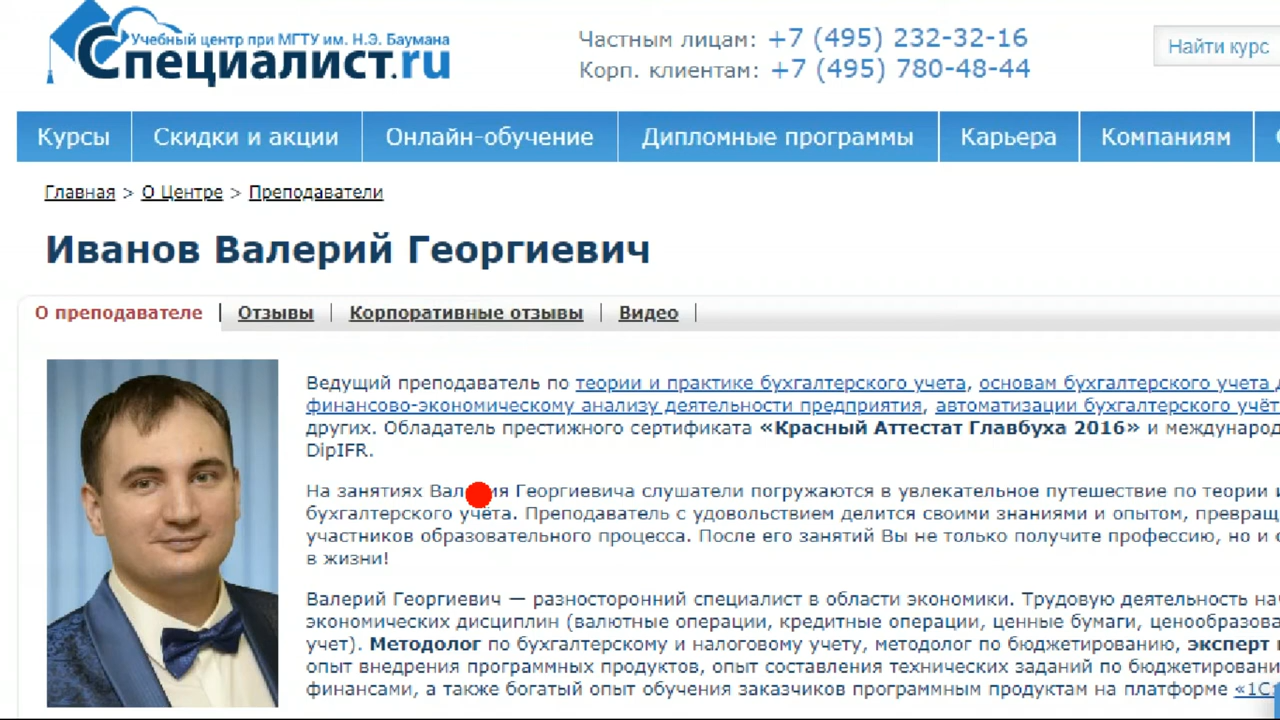 Учебный центр при МГТУ им. Н.Э. Баумана
Специалист.ru
Частным лицам: +7 (495) 232-32-16
Корп. клиентам: +7 (495) 780-48-44
Найти курс
Курсы Скидки и акции Онлайн-обучение Дипломные программы Карьера Компаниям
Главная > О Центре > Преподаватели
Иванов Валерий Георгиевич
О преподавателе | Отзывы | Корпоративные отзывы | Видео |
Ведущий преподаватель по теории и практике бухгалтерского учета, основам бухгалтерского учета
финансово-экономическому анализу деятельности предприятия, автоматизации бухгалтерского
других. Обладатель престижного сертификата «Красный Аттестат Главбуха 2016» и
DipIFR.
На занятиях Георгиевича слушатели погружаются в увлекательное путешествие по теории и
бухгалтерского учета. Преподаватель с удовольствием делится своими знаниями и опытом,
участников образовательного процесса. После его занятий Вы не только получите профессию, но и
в жизни!
Валерий Георгиевич — разносторонний специалист в области экономики. Трудовую деятельность
экономических дисциплин (валютные операции, кредитные операции, ценные бумаги,
учет). Методолог по бухгалтерскому и налоговому учету, методолог по бюджетированию, эксперт
опыт внедрения программных продуктов, опыт составления технических заданий по
финансами, а также богатый опыт обучения заказчиков программным продуктам на платформе «1С: